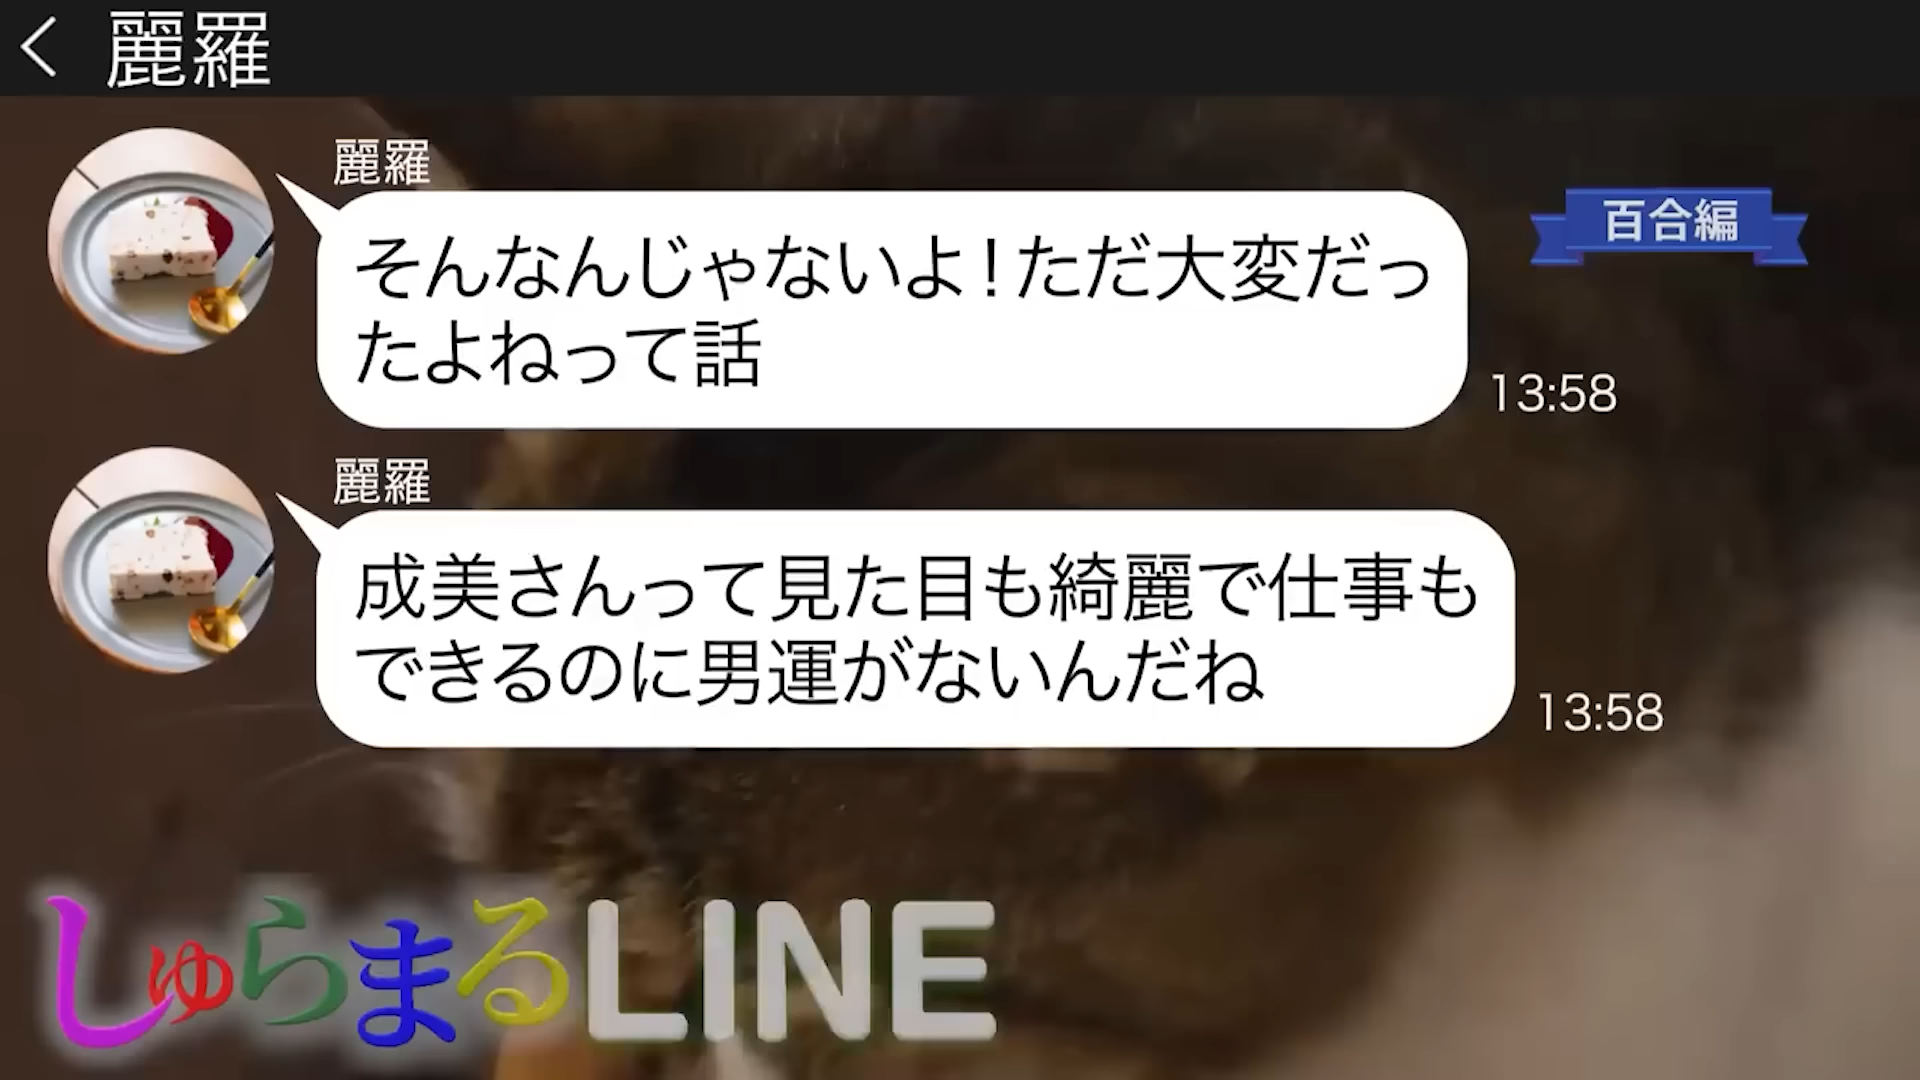 麗羅
麗羅
そんなんじゃないよ！ただ大変だっ
たよねって話
13:58
百合編
麗羅
成美さんって見た目も綺麗で仕事も
できるのに男運がないんだね
13:58
しゅらまるLINE